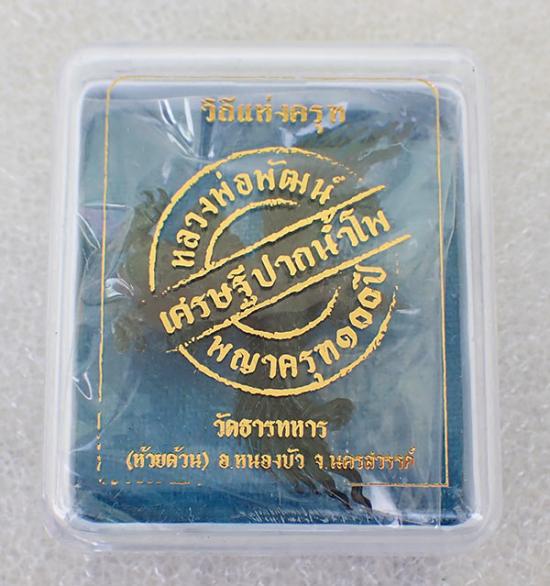 วิถีแห่งครุฑ
หลวงพ่อพัฒน์
เศรษฐีปากน้ำโพ
พญาครุฑ๑๐๐ปี
วัดธารทหาร
(ห้วยด้วน) อ.หนองบัว จ.นครสวรรค์